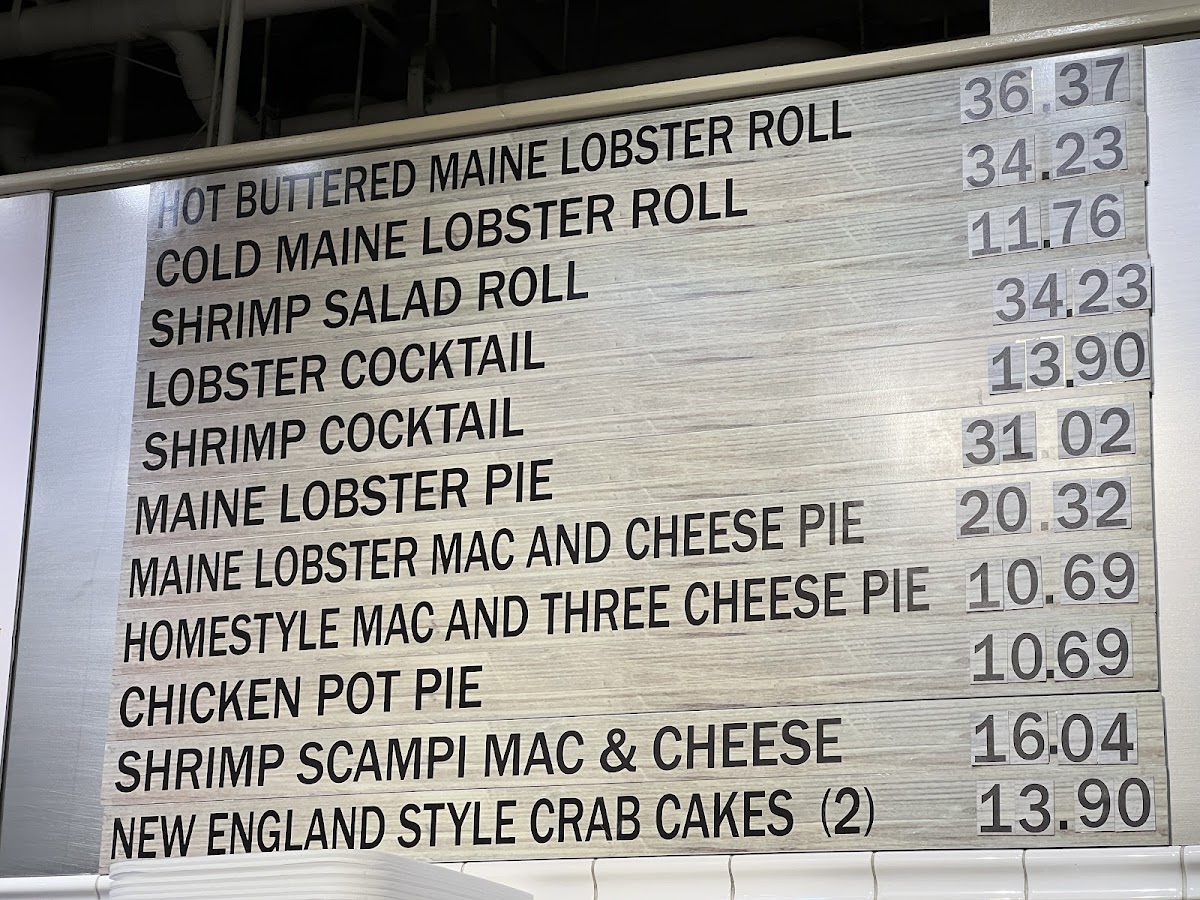 HOT BUTTERED MAINE LOBSTER ROLL 36.37
COLD MAINE LOBSTER ROLL 34.23
SHRIMP SALAD ROLL 11.76
LOBSTER COCKTAIL 34.23
SHRIMP COCKTAIL 13.90
MAINE LOBSTER PIE 31 02
MAINE LOBSTER MAC AND CHEESE PIE 20.32
HOMESTYLE MAC AND THREE CHEESE PIE 10.69
CHICKEN POT PIE 10.69
SHRIMP SCAMPI MAC & CHEESE 16.04
NEW ENGLAND STYLE CRAB CAKES (2) 13.90